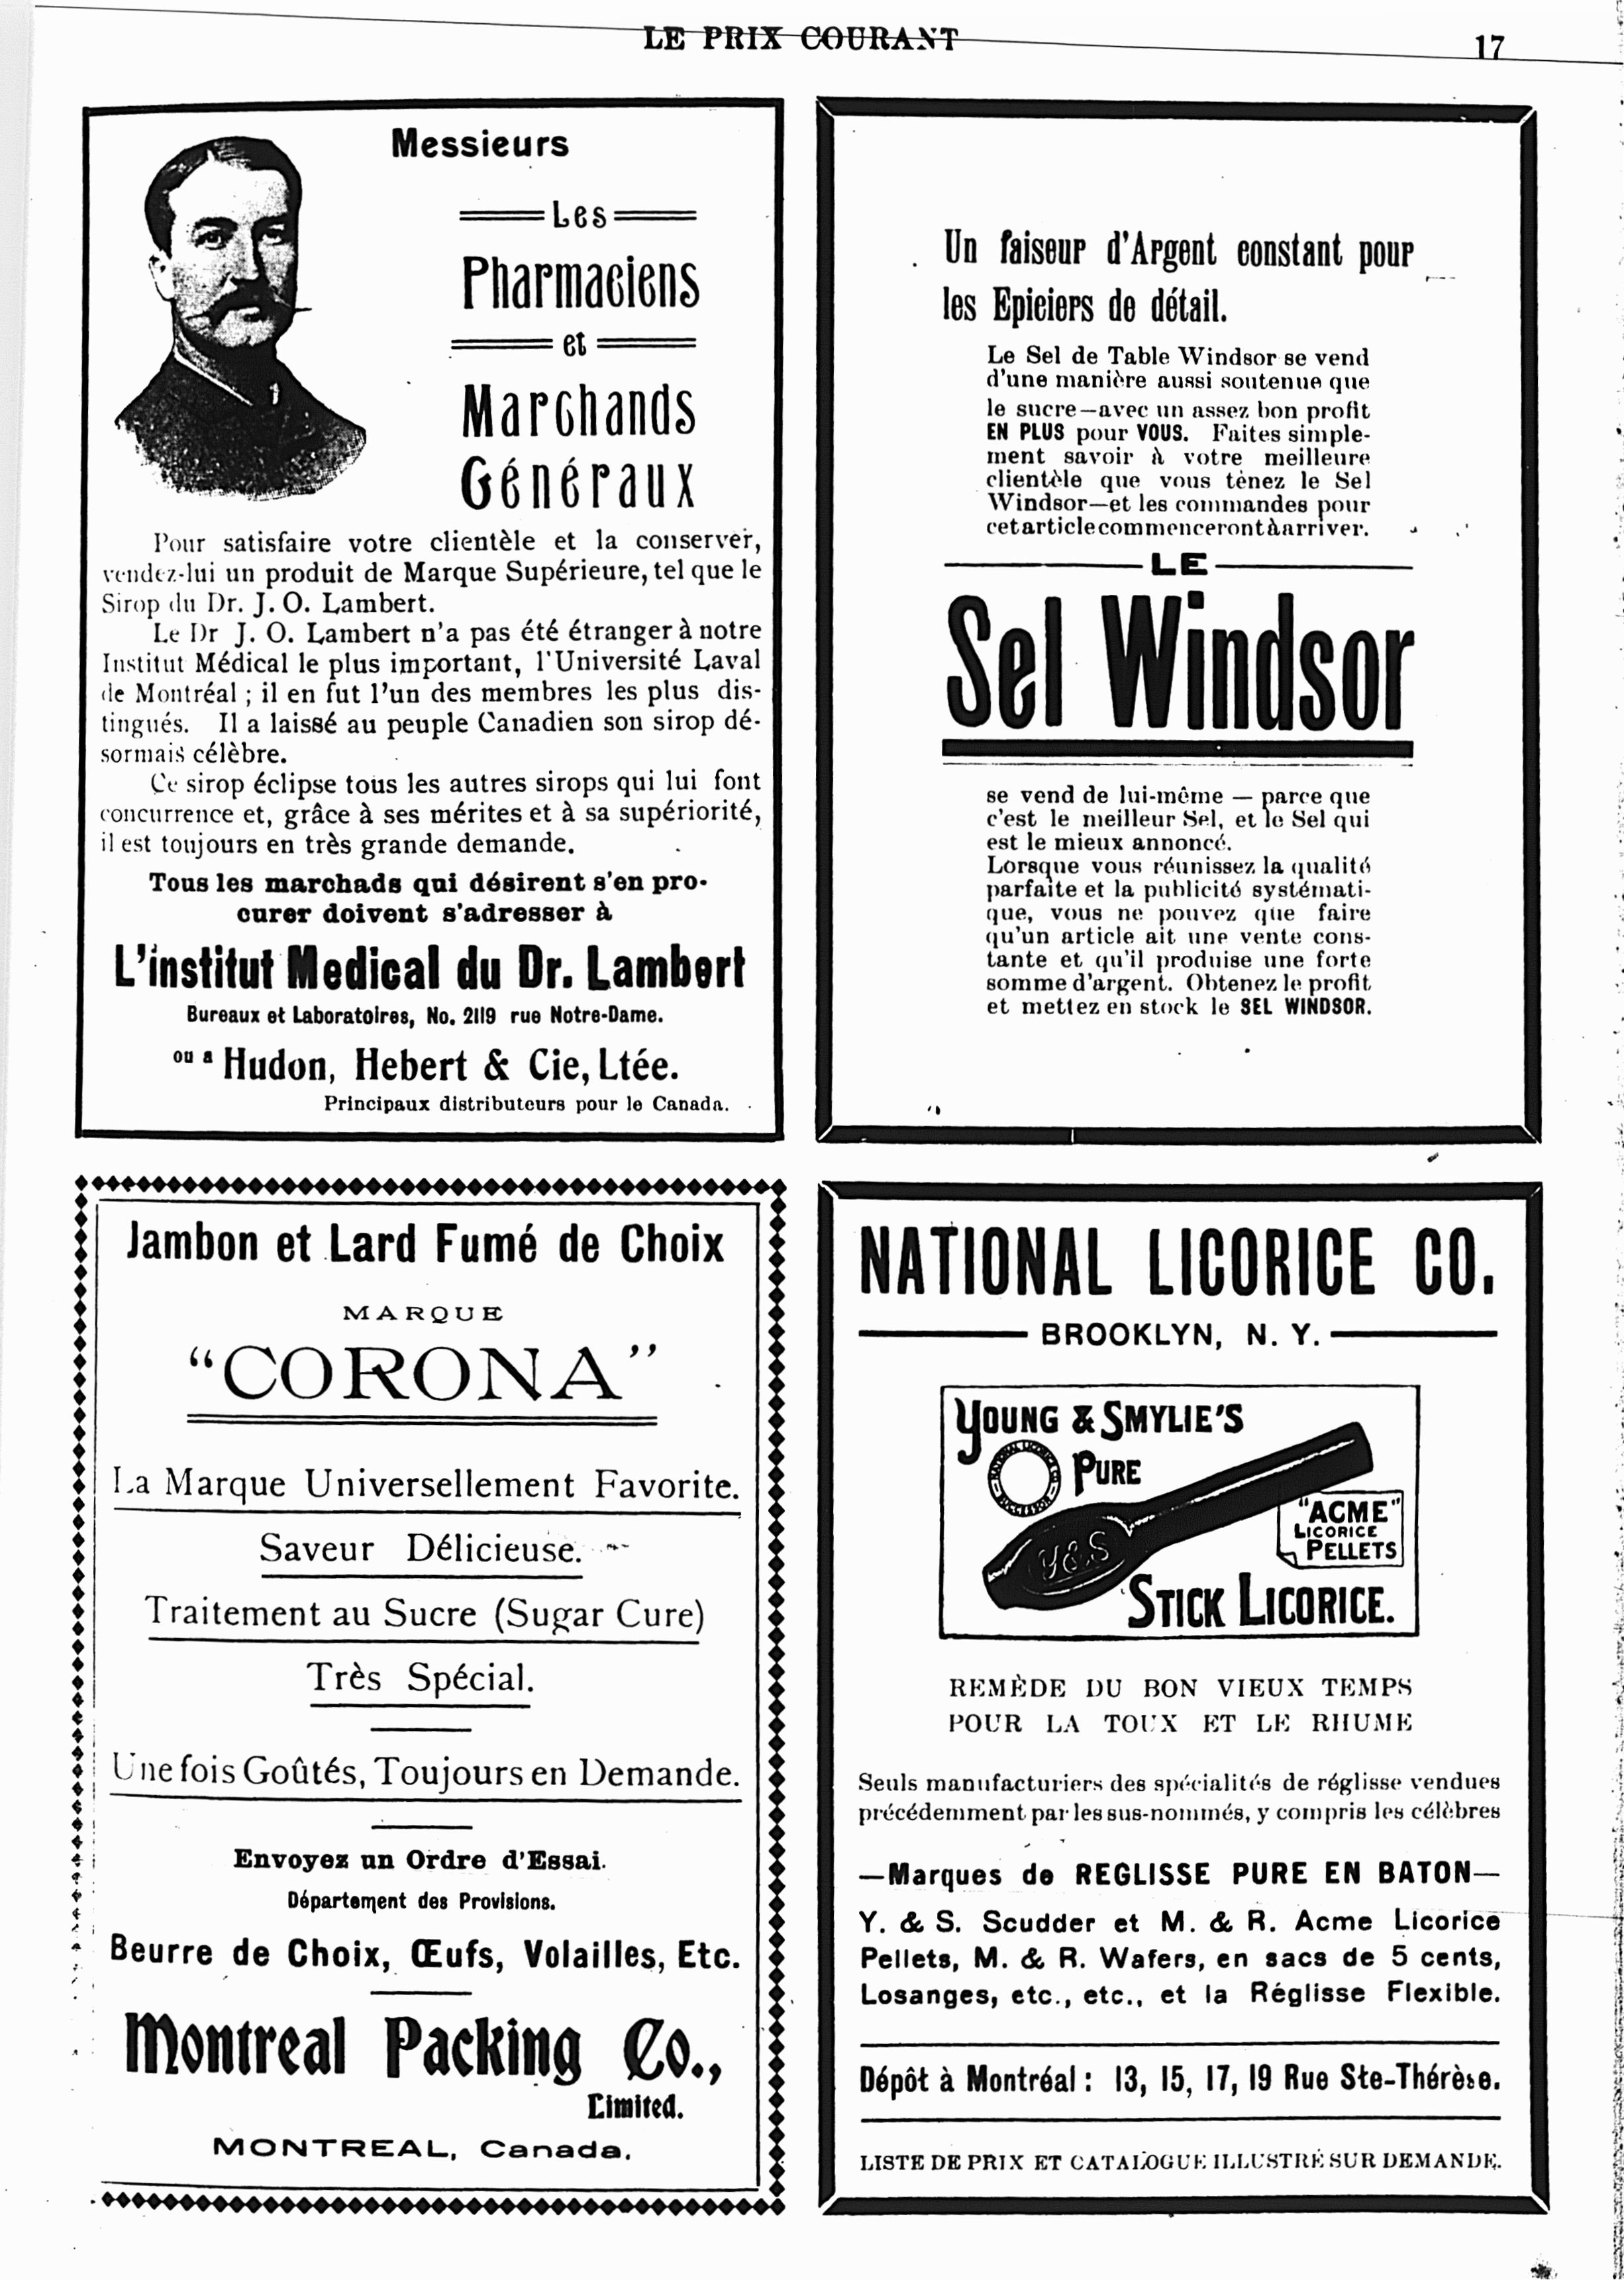 LE PRIX COURANT
17
Messieurs
Les
Pharmaciens
et
Marchands
Généraux
Pour satisfaire votre clientèle et la conserver,
vendez-lui un produit de Marque Supérieure, tel que le
Sirop du Dr. J. O. Lambert.
Le Dr J. O. Lambert n'a pas été étranger à notre
Institut Médical le plus important, l'Université Laval
de Montréal ; il en fut l'un des membres les plus dis-
tingués. Il a laissé au peuple Canadien son sirop dé-
sormais célèbre.
Ce sirop éclipse tous les autres sirops qui lui font
concurrence et, grâce à ses mérites et à sa supériorité,
il est toujours en très grande demande.
Tous les marchads qui désirent s'en pro-
curer doivent s'adresser à
L'institut Medical du Dr. Lambert
Bureaux et Laboratoires, No. 2119 rue Notre-Dame.
ou a Hudon, Hebert & Cie, Ltée.
Principaux distributeurs pour le Canada.
Un faiseur d'Argent constant pour
les Epiciers de détail.
Le Sel de Table Windsor se vend
d'une manière aussi soutenue que
le sucre—avec un assez bon profit
EN PLUS pour VOUS. Faites simple-
ment savoir à votre meilleure
clientèle que vous tenez le Sel
Windsor—et les commandes pour
cet article commenceront à arriver.
LE
Sel Windsor
se vend de lui-même — parce que
c'est le meilleur Sel, et le Sel qui
est le mieux annoncé.
Lorsque vous réunissez la qualité
parfaite et la publicité systémati-
que, vous ne pouvez que faire
qu'un article ait une vente cons-
tante et qu'il produise une forte
somme d'argent. Obtenez le profit
et mettez en stock le SEL WINDSOR.
Jambon et Lard Fumé de Choix
MARQUE
"CORONA"
La Marque Universellement Favorite.
Saveur Délicieuse.
Traitement au Sucre (Sugar Cure)
Très Spécial.
Une fois Goûtés, Toujours en Demande.
Envoyez un Ordre d'Essai.
Département des Provisions.
Beurre de Choix, Œufs, Volailles, Etc.
Montreal Packing Co.,
Limited.
MONTREAL, Canada.
NATIONAL LICORICE CO.
BROOKLYN, N. Y.
YOUNG & SMYLIE'S
NATIONAL LICORICE CO
SUCCESSOR
PURE
"ACME"
LICORICE
PELLETS
Y&S
STICK LICORICE.
REMÈDE DU BON VIEUX TEMPS
POUR LA TOUX ET LE RHUME
Seuls manufacturiers des spécialités de réglisse vendues
précédemment par les sus-nommés, y compris les célèbres
—Marques de REGLISSE PURE EN BATON—
Y. & S. Scudder et M. & R. Acme Licorice
Pellets, M. & R. Wafers, en sacs de 5 cents,
Losanges, etc., etc., et la Réglisse Flexible.
Dépôt à Montréal : 13, 15, 17, 19 Rue Ste-Thérèse.
LISTE DE PRIX ET CATALOGUE ILLUSTRÉ SUR DEMANDE.